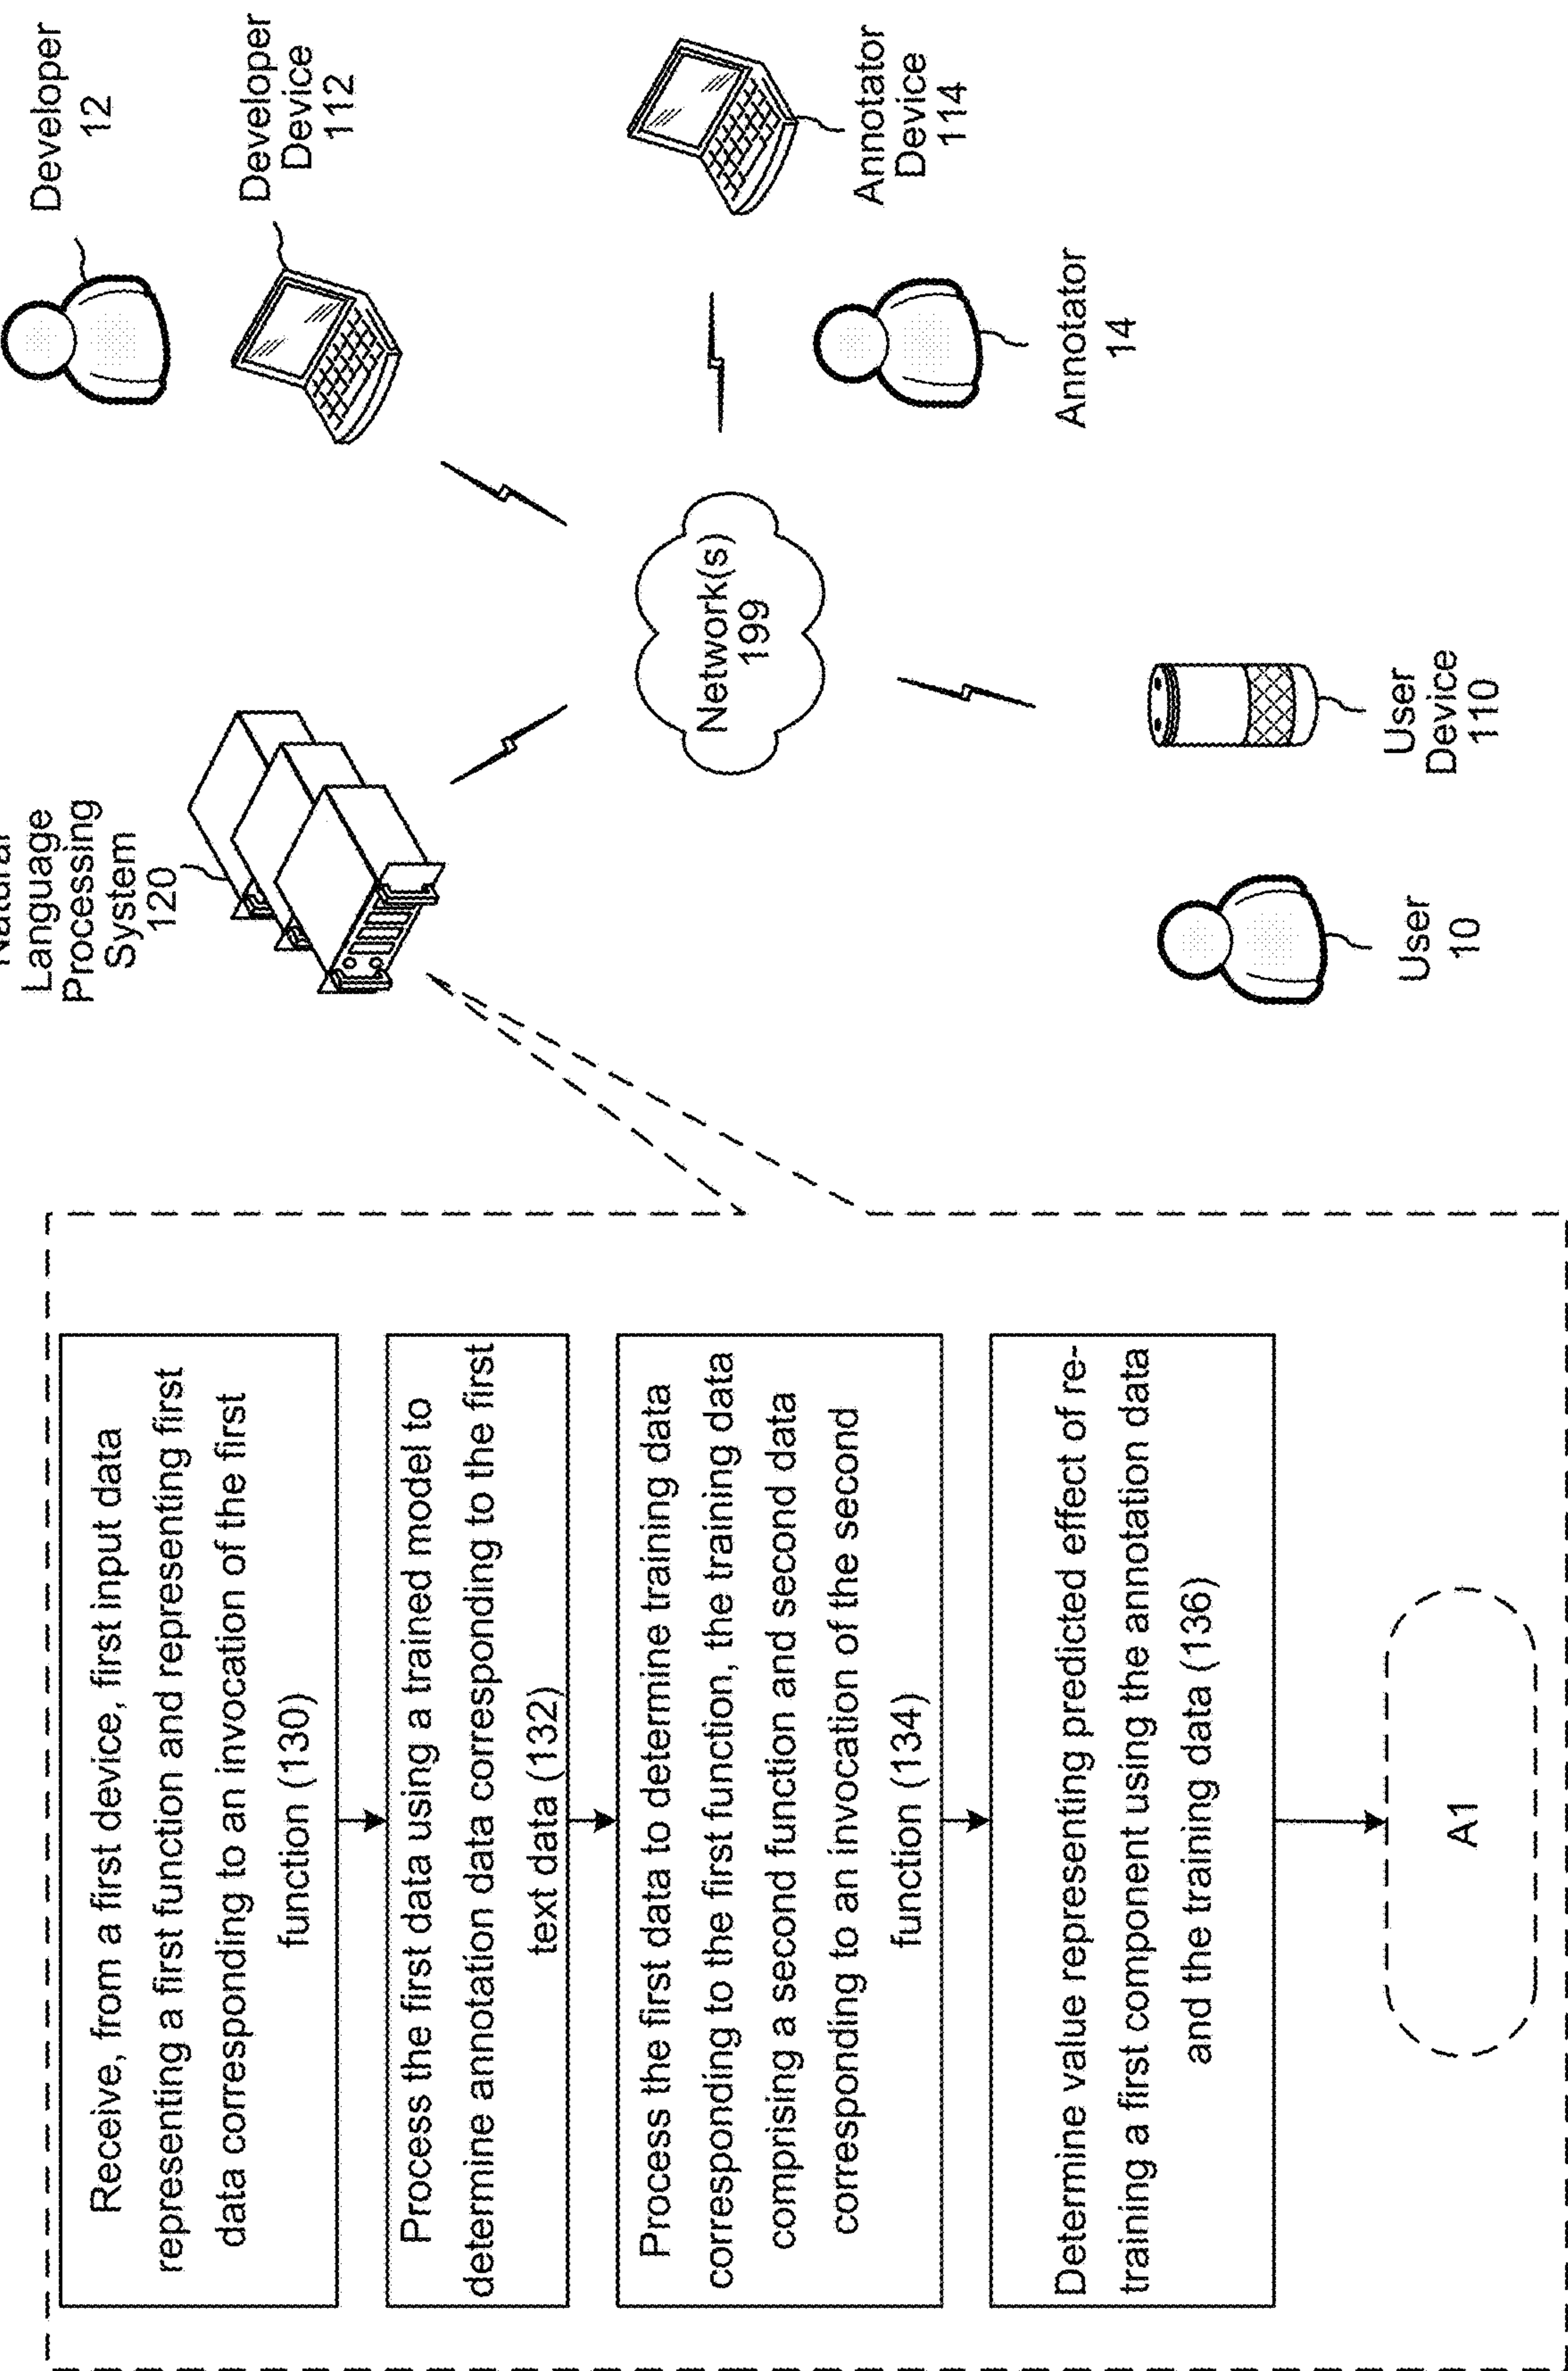 Receive, from a first device, first input data
representing a first function and representing first
data corresponding to an invocation of the first
function (130)
Process the first data using a trained model to
determine annotation data corresponding to the first
text data (132)
Process the first data to determine training data
corresponding to the first function, the training data
comprising a second function and second data
corresponding to an invocation of the second
function (134)
Determine value representing predicted effect of re-
training a first component using the annotation data
and the training data (136)
A1
Natural
Language
Processing
System
120
Developer
12
Developer
Device
112
Network(s)
199
Annotator
Device
114
Annotator
14
User
10
User
Device
110